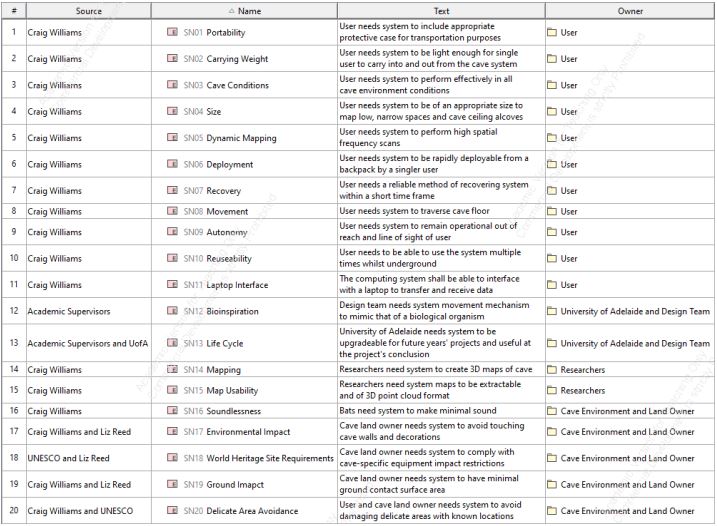 # Source Name Text Owner
1 Craig Williams E SN01 Portability User needs system to include appropriate
protective case for transportation purposes User
2 Craig Williams E SN02 Carrying Weight User needs system to be light enough for single
user to carry into and out from the cave system User
3 Craig Williams E SN03 Cave Conditions User needs system to perform effectively in all
cave environment conditions User
4 Craig Williams E SN04 Size User needs system to be of an appropriate size to
map low, narrow spaces and cave ceiling alcoves User
5 Craig Williams E SN05 Dynamic Mapping User needs system to perform high spatial
frequency scans User
6 Craig Williams E SN06 Deployment User needs system to be rapidly deployable from a
backpack by a singler user User
7 Craig Williams E SN07 Recovery User needs a reliable method of recovering system
within a short time frame User
8 Craig Williams E SN08 Movement User needs system to traverse cave floor User
9 Craig Williams E SN09 Autonomy User needs system to remain operational out of
reach and line of sight of user User
10 Craig Williams E SN10 Reuseability User needs to be able to use the system multiple
times whilst underground User
11 Craig Williams E SN11 Laptop Interface The computing system shall be able to interface
with a laptop to transfer and receive data User
12 Academic Supervisors E SN12 Bioinspiration Design team needs system movement mechanism
to mimic that of a biological organism University of Adelaide and Design Team
13 Academic Supervisors and UofA E SN13 Life Cycle University of Adelaide needs system to be
upgradeable for future years' projects and useful at
the project's conclusion University of Adelaide and Design Team
14 Craig Williams E SN14 Mapping Researchers need system to create 3D maps of cave Researchers
15 Craig Williams E SN15 Map Usability Researchers need system maps to be extractable
and of 3D point cloud format Researchers
16 Craig Williams E SN16 Soundlessness Bats need system to make minimal sound Cave Environment and Land Owner
17 Craig Williams and Liz Reed E SN17 Environmental Impact Cave land owner needs system to avoid touching
cave walls and decorations Cave Environment and Land Owner
18 UNESCO and Liz Reed E SN18 World Heritage Site Requirements Cave land owner needs system to comply with
cave-specific equipment impact restrictions Cave Environment and Land Owner
19 Craig Williams and Liz Reed E SN19 Ground Imapct Cave land owner needs system to have minimal
ground contact surface area Cave Environment and Land Owner
20 Craig Williams and UNESCO E SN20 Delicate Area Avoidance User and cave land owner needs system to avoid
damaging delicate areas with known locations Cave Environment and Land Owner